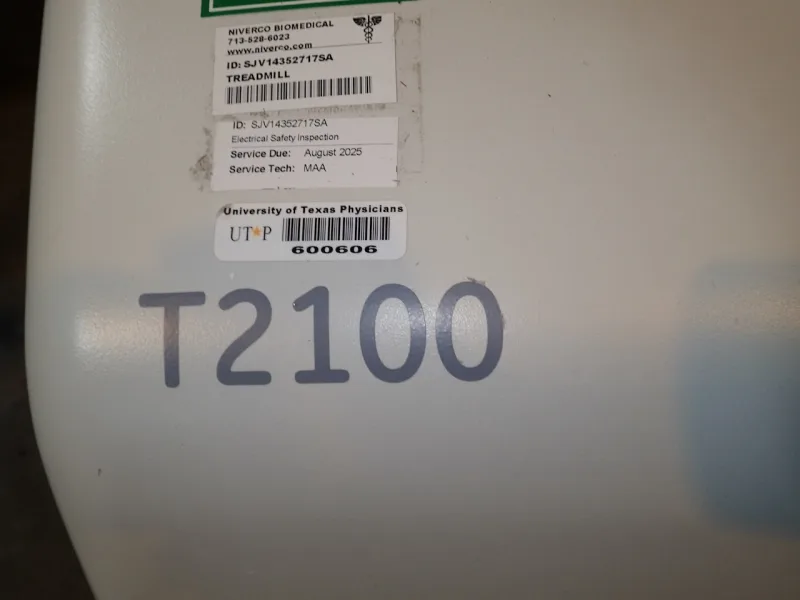 NIVERCO BIOMEDICAL
713-528-6023
www.niverco.com
ID: SJV14352717SA
TREADMILL
ID: SJV14352717SA
Electrical Safety Inspection
Service Due: August 2025
Service Tech: MAA
University of Texas Physicians
UT★P
600606
T2100